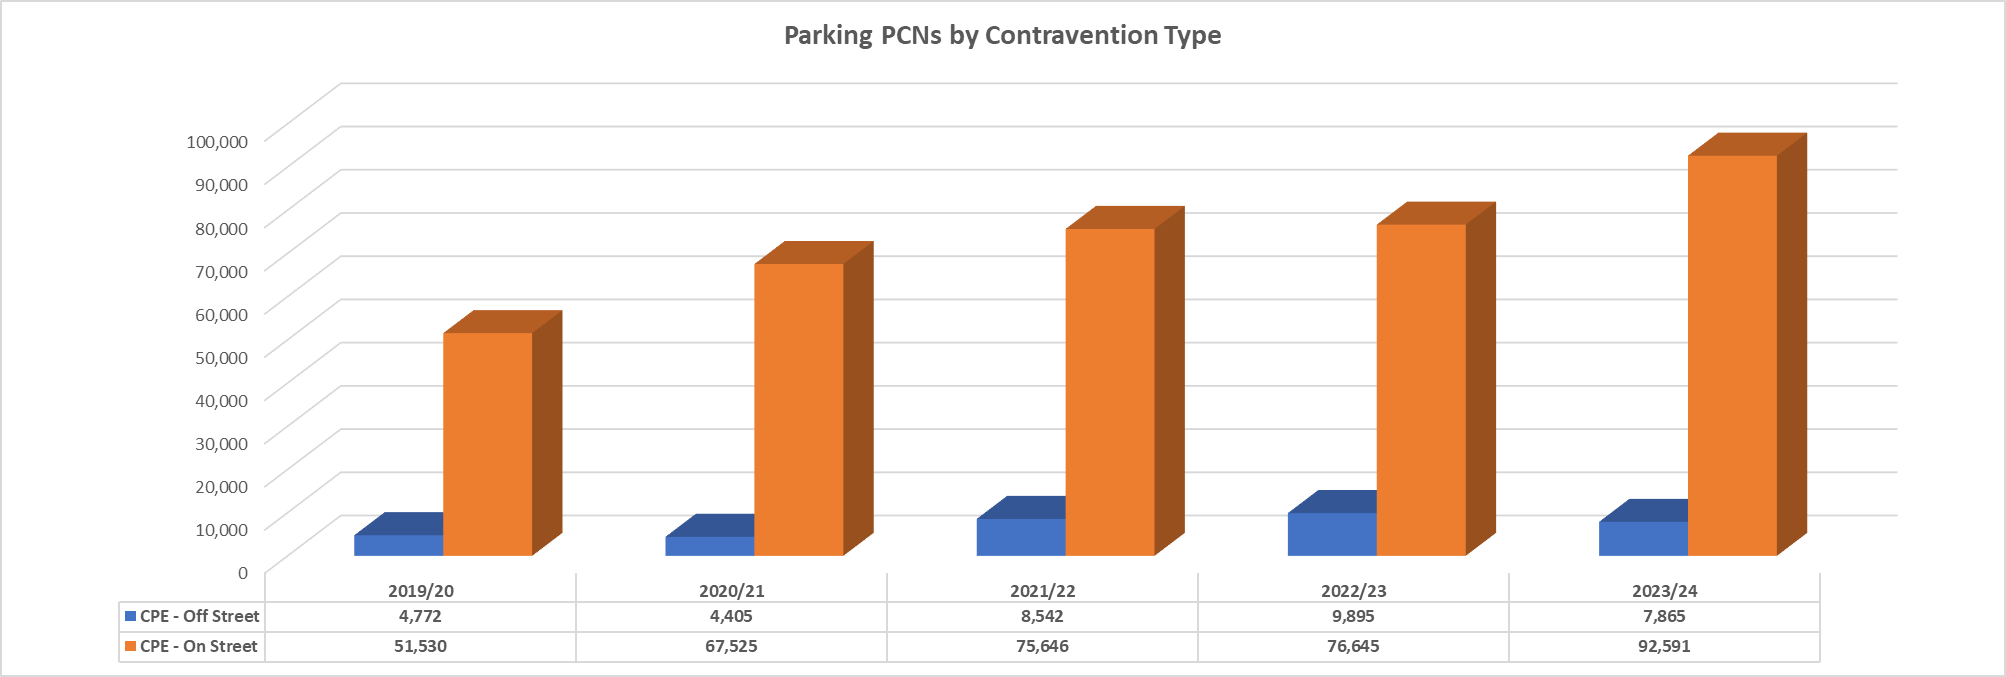 Parking PCNs by Contravention Type
100,000
90,000
80,000
70,000
60,000
50,000
40,000
30,000
20,000
10,000
0
2019/20 2020/21 2021/22 2022/23 2023/24
CPE - Off Street 4,772 4,405 8,542 9,895 7,865
CPE - On Street 51,530 67,525 75,646 76,645 92,591